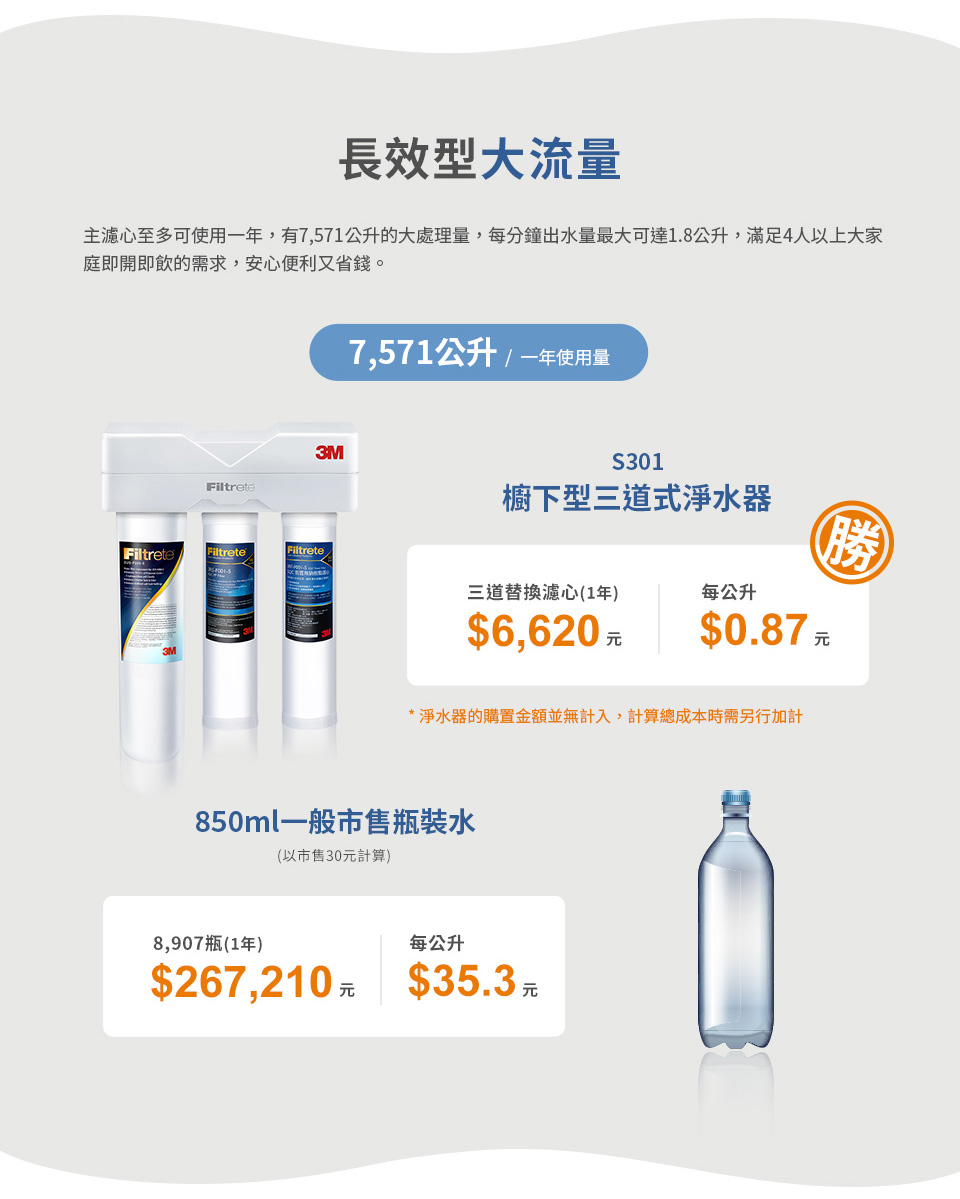 長效型大流量
主濾心至多可使用一年，有7,571公升的大處理量，每分鐘出水量最大可達1.8公升，滿足4人以上大家
庭即開即飲的需求，安心便利又省錢。
7,571公升 / 一年使用量
3M
Filtrete
Filtrete
Filtrete
Filtrete
3M
3M
3M
S301
櫥下型三道式淨水器
勝
三道替換濾心(1年)
$6,620 元
每公升
$0.87 元
* 淨水器的購置金額並無計入，計算總成本時需另行加計
850ml一般市售瓶裝水
(以市售30元計算)
8,907瓶(1年)
$267,210 元
每公升
$35.3 元